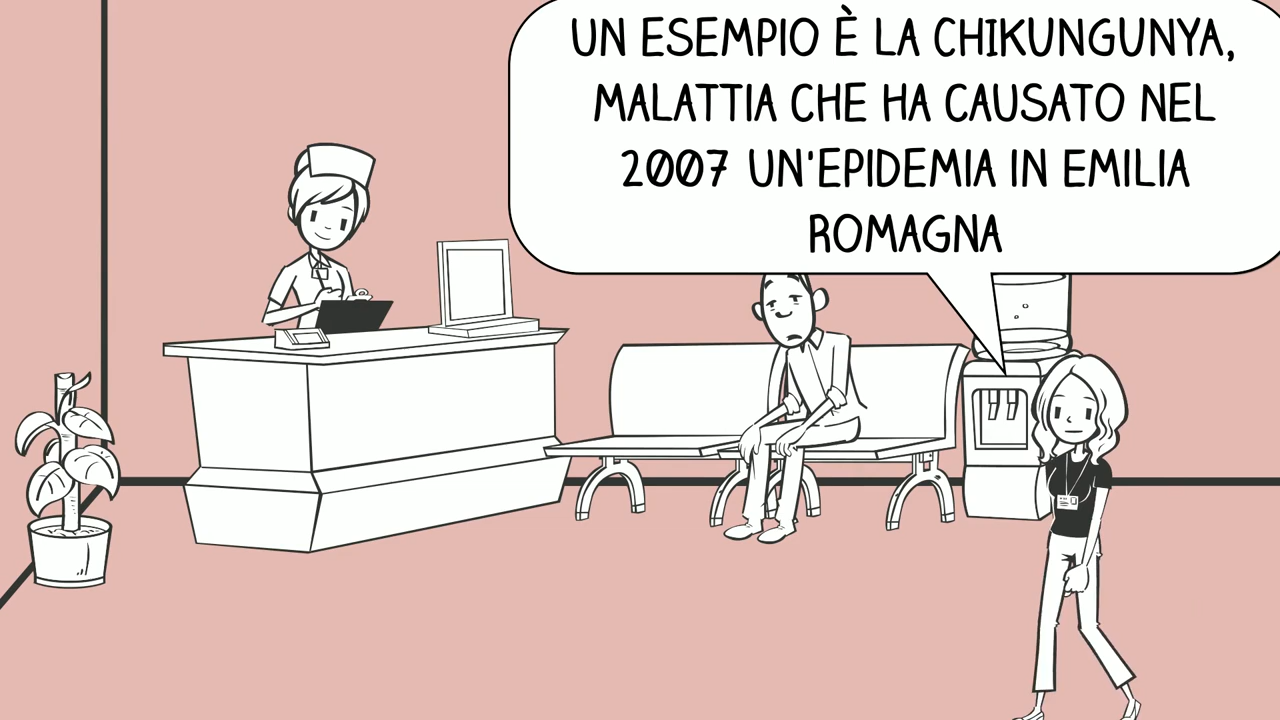 UN ESEMPIO È LA CHIKUNGUNYA,
MALATTIA CHE HA CAUSATO NEL
2007 UN'EPIDEMIA IN EMILIA
ROMAGNA